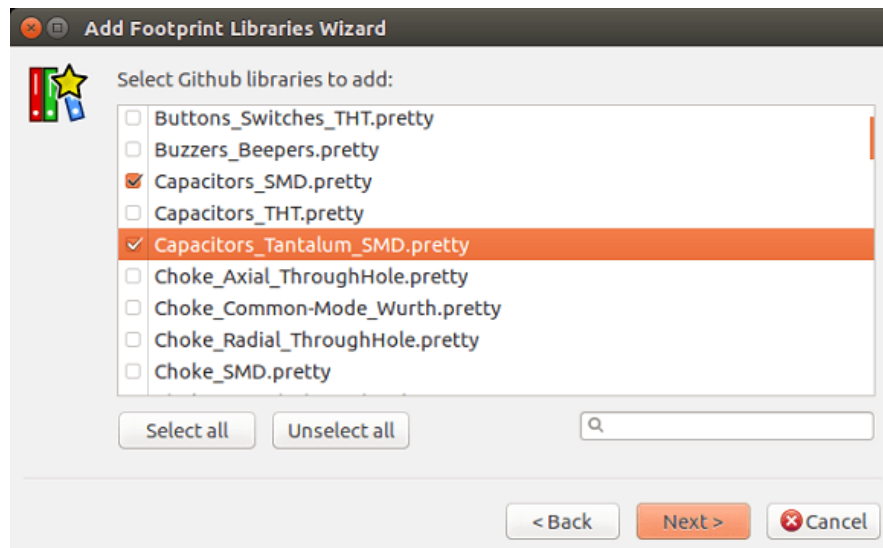 Add Footprint Libraries Wizard
Select Github libraries to add:
Buttons_Switches_THT.pretty
Buzzers_Beepers.pretty
Capacitors_SMD.pretty
Capacitors_THT.pretty
Capacitors_Tantalum_SMD.pretty
Choke_Axial_ThroughHole.pretty
Choke_Common-Mode_Wurth.pretty
Choke_Radial_ThroughHole.pretty
Choke_SMD.pretty
Select all Unselect all
< Back Next > Cancel